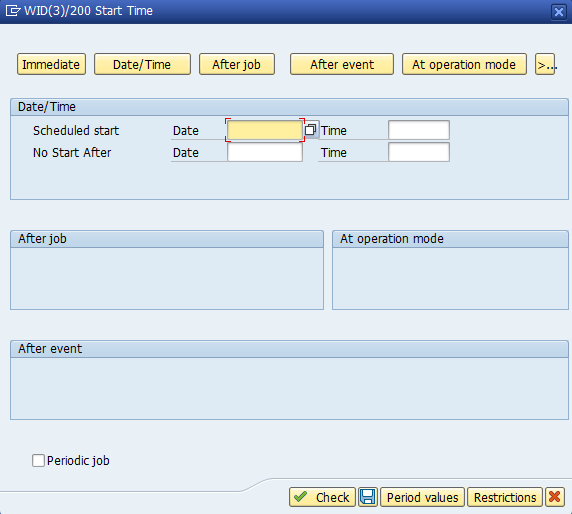 WID(3)/200 Start Time
Immediate Date/Time After job After event At operation mode >...
Date/Time
Scheduled start Date Time
No Start After Date Time
After job At operation mode
After event
Periodic job
Check Period values Restrictions